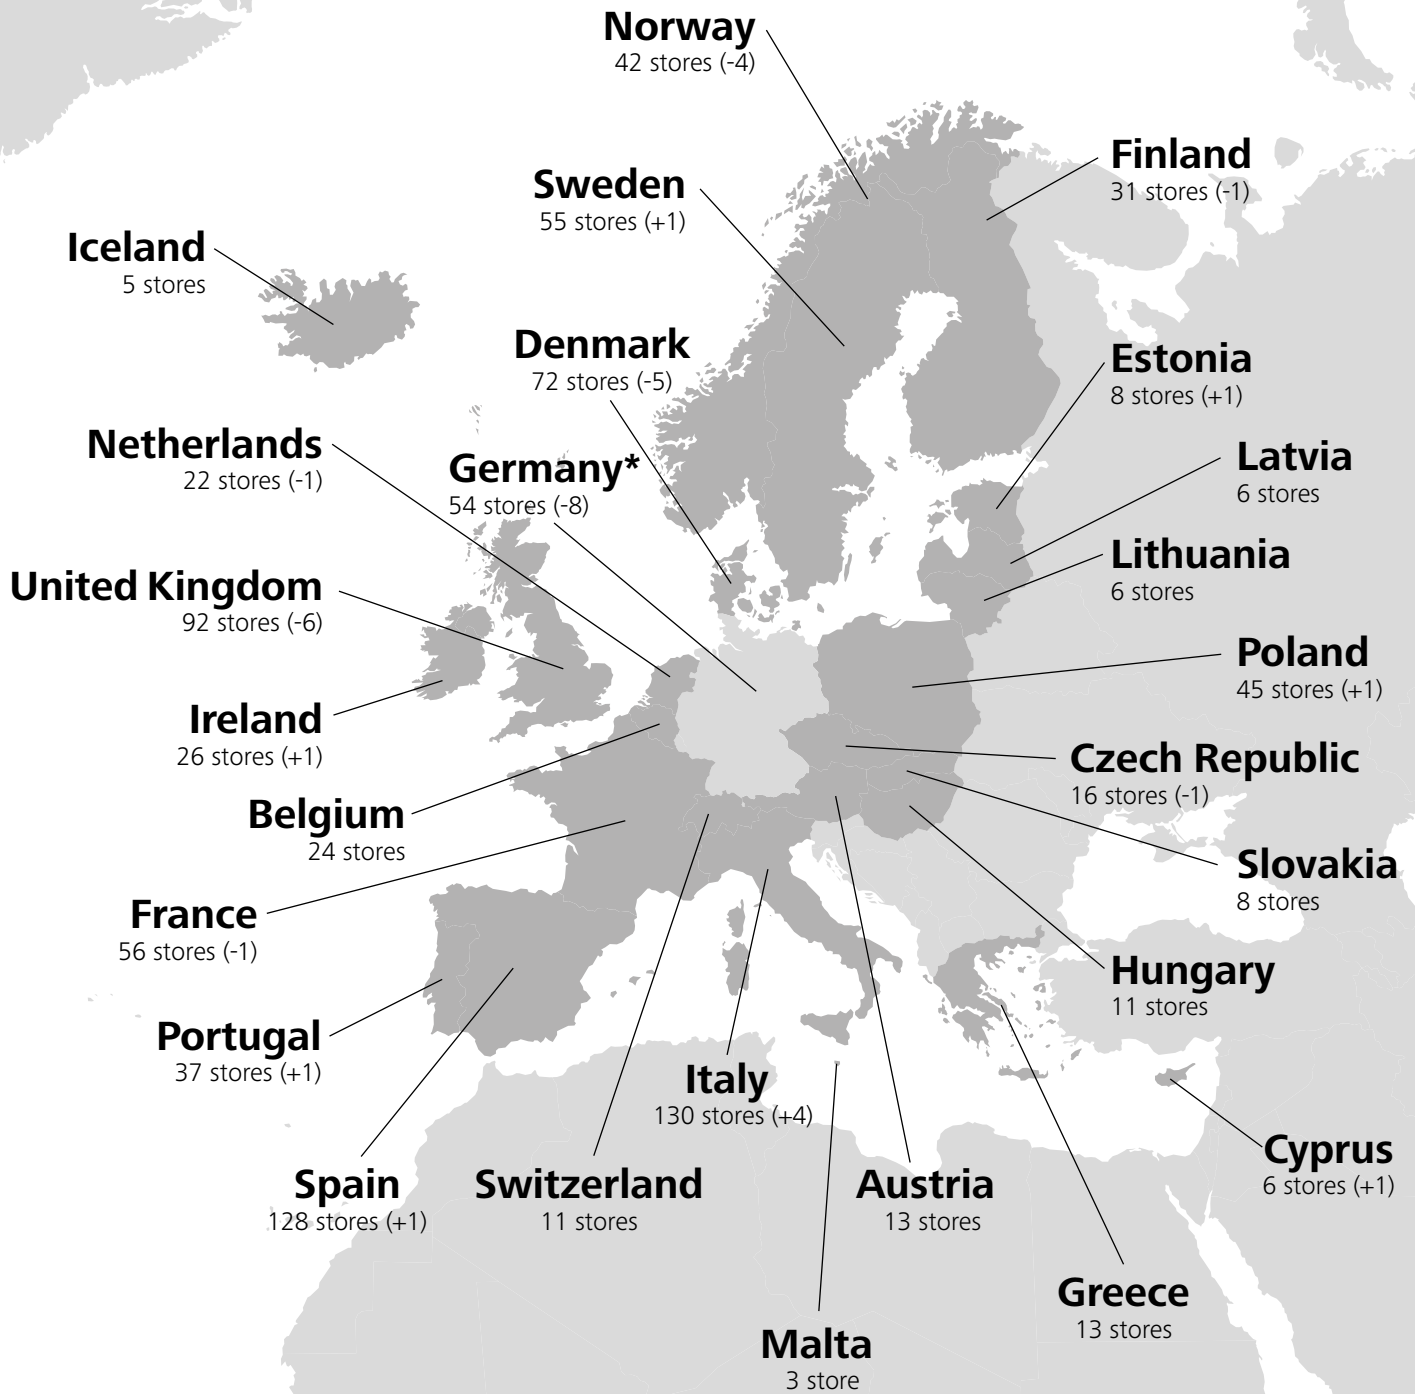 Norway
42 stores (-4)
Finland
31 stores (-1)
Sweden
55 stores (+1)
Iceland
5 stores
Denmark
72 stores (-5)
Estonia
8 stores (+1)
Netherlands
22 stores (-1)
Germany*
54 stores (-8)
Latvia
6 stores
Lithuania
6 stores
United Kingdom
92 stores (-6)
Poland
45 stores (+1)
Ireland
26 stores (+1)
Czech Republic
16 stores (-1)
Belgium
24 stores
Slovakia
8 stores
France
56 stores (-1)
Hungary
11 stores
Portugal
37 stores (+1)
Italy
130 stores (+4)
Cyprus
6 stores (+1)
Spain
128 stores (+1)
Switzerland
11 stores
Austria
13 stores
Greece
13 stores
Malta
3 store